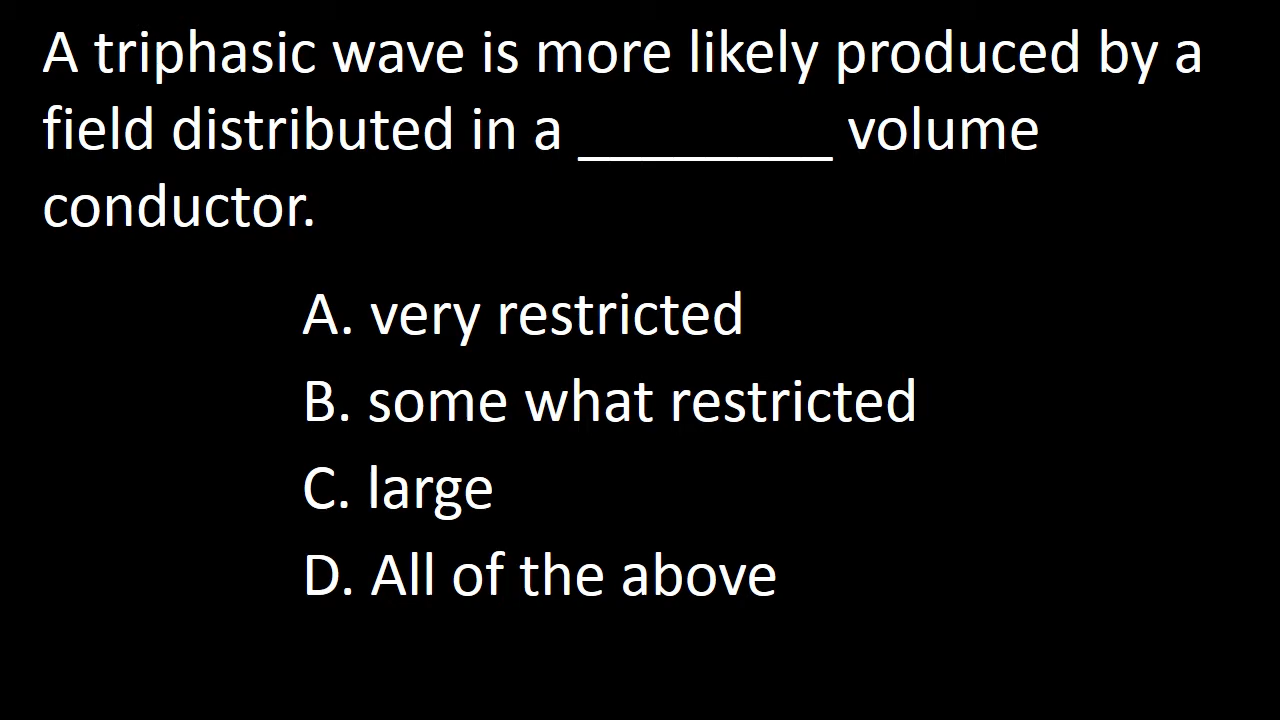 A triphasic wave is more likely produced by a
field distributed in a _________ volume
conductor.
A. very restricted
B. some what restricted
C. large
D. All of the above